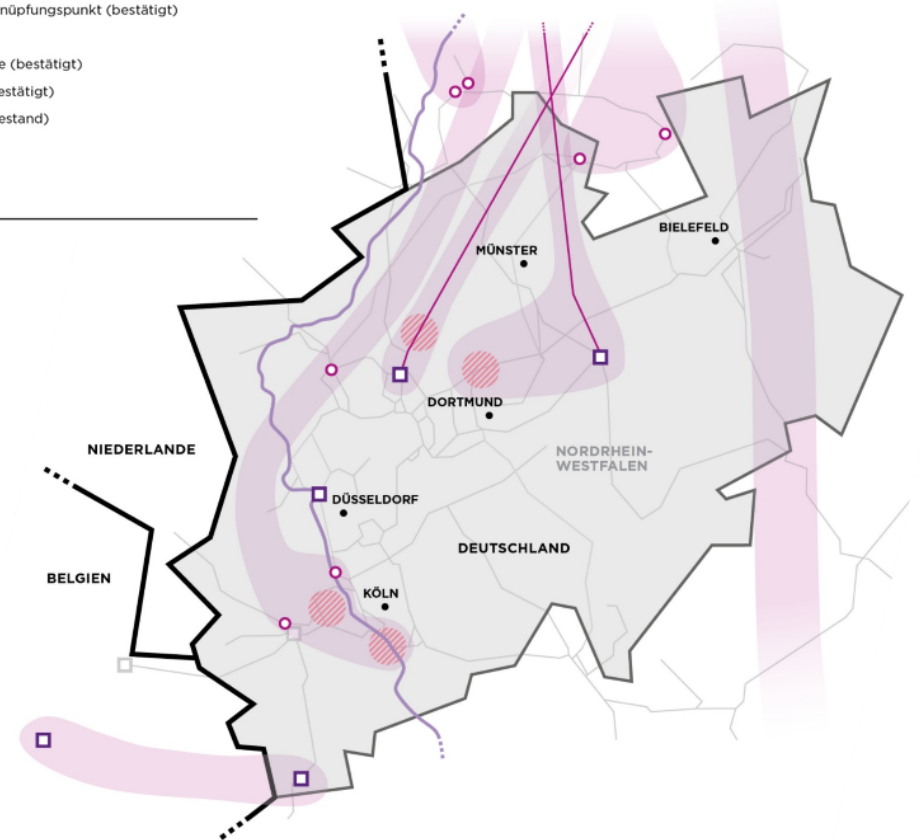 nüpfungspunkt (bestätigt)
e (bestätigt)
estätigt)
estand)
BIELEFELD
MÜNSTER
DORTMUND
NIEDERLANDE
NORDRHEIN-
WESTFALEN
DÜSSELDORF
DEUTSCHLAND
BELGIEN
KÖLN